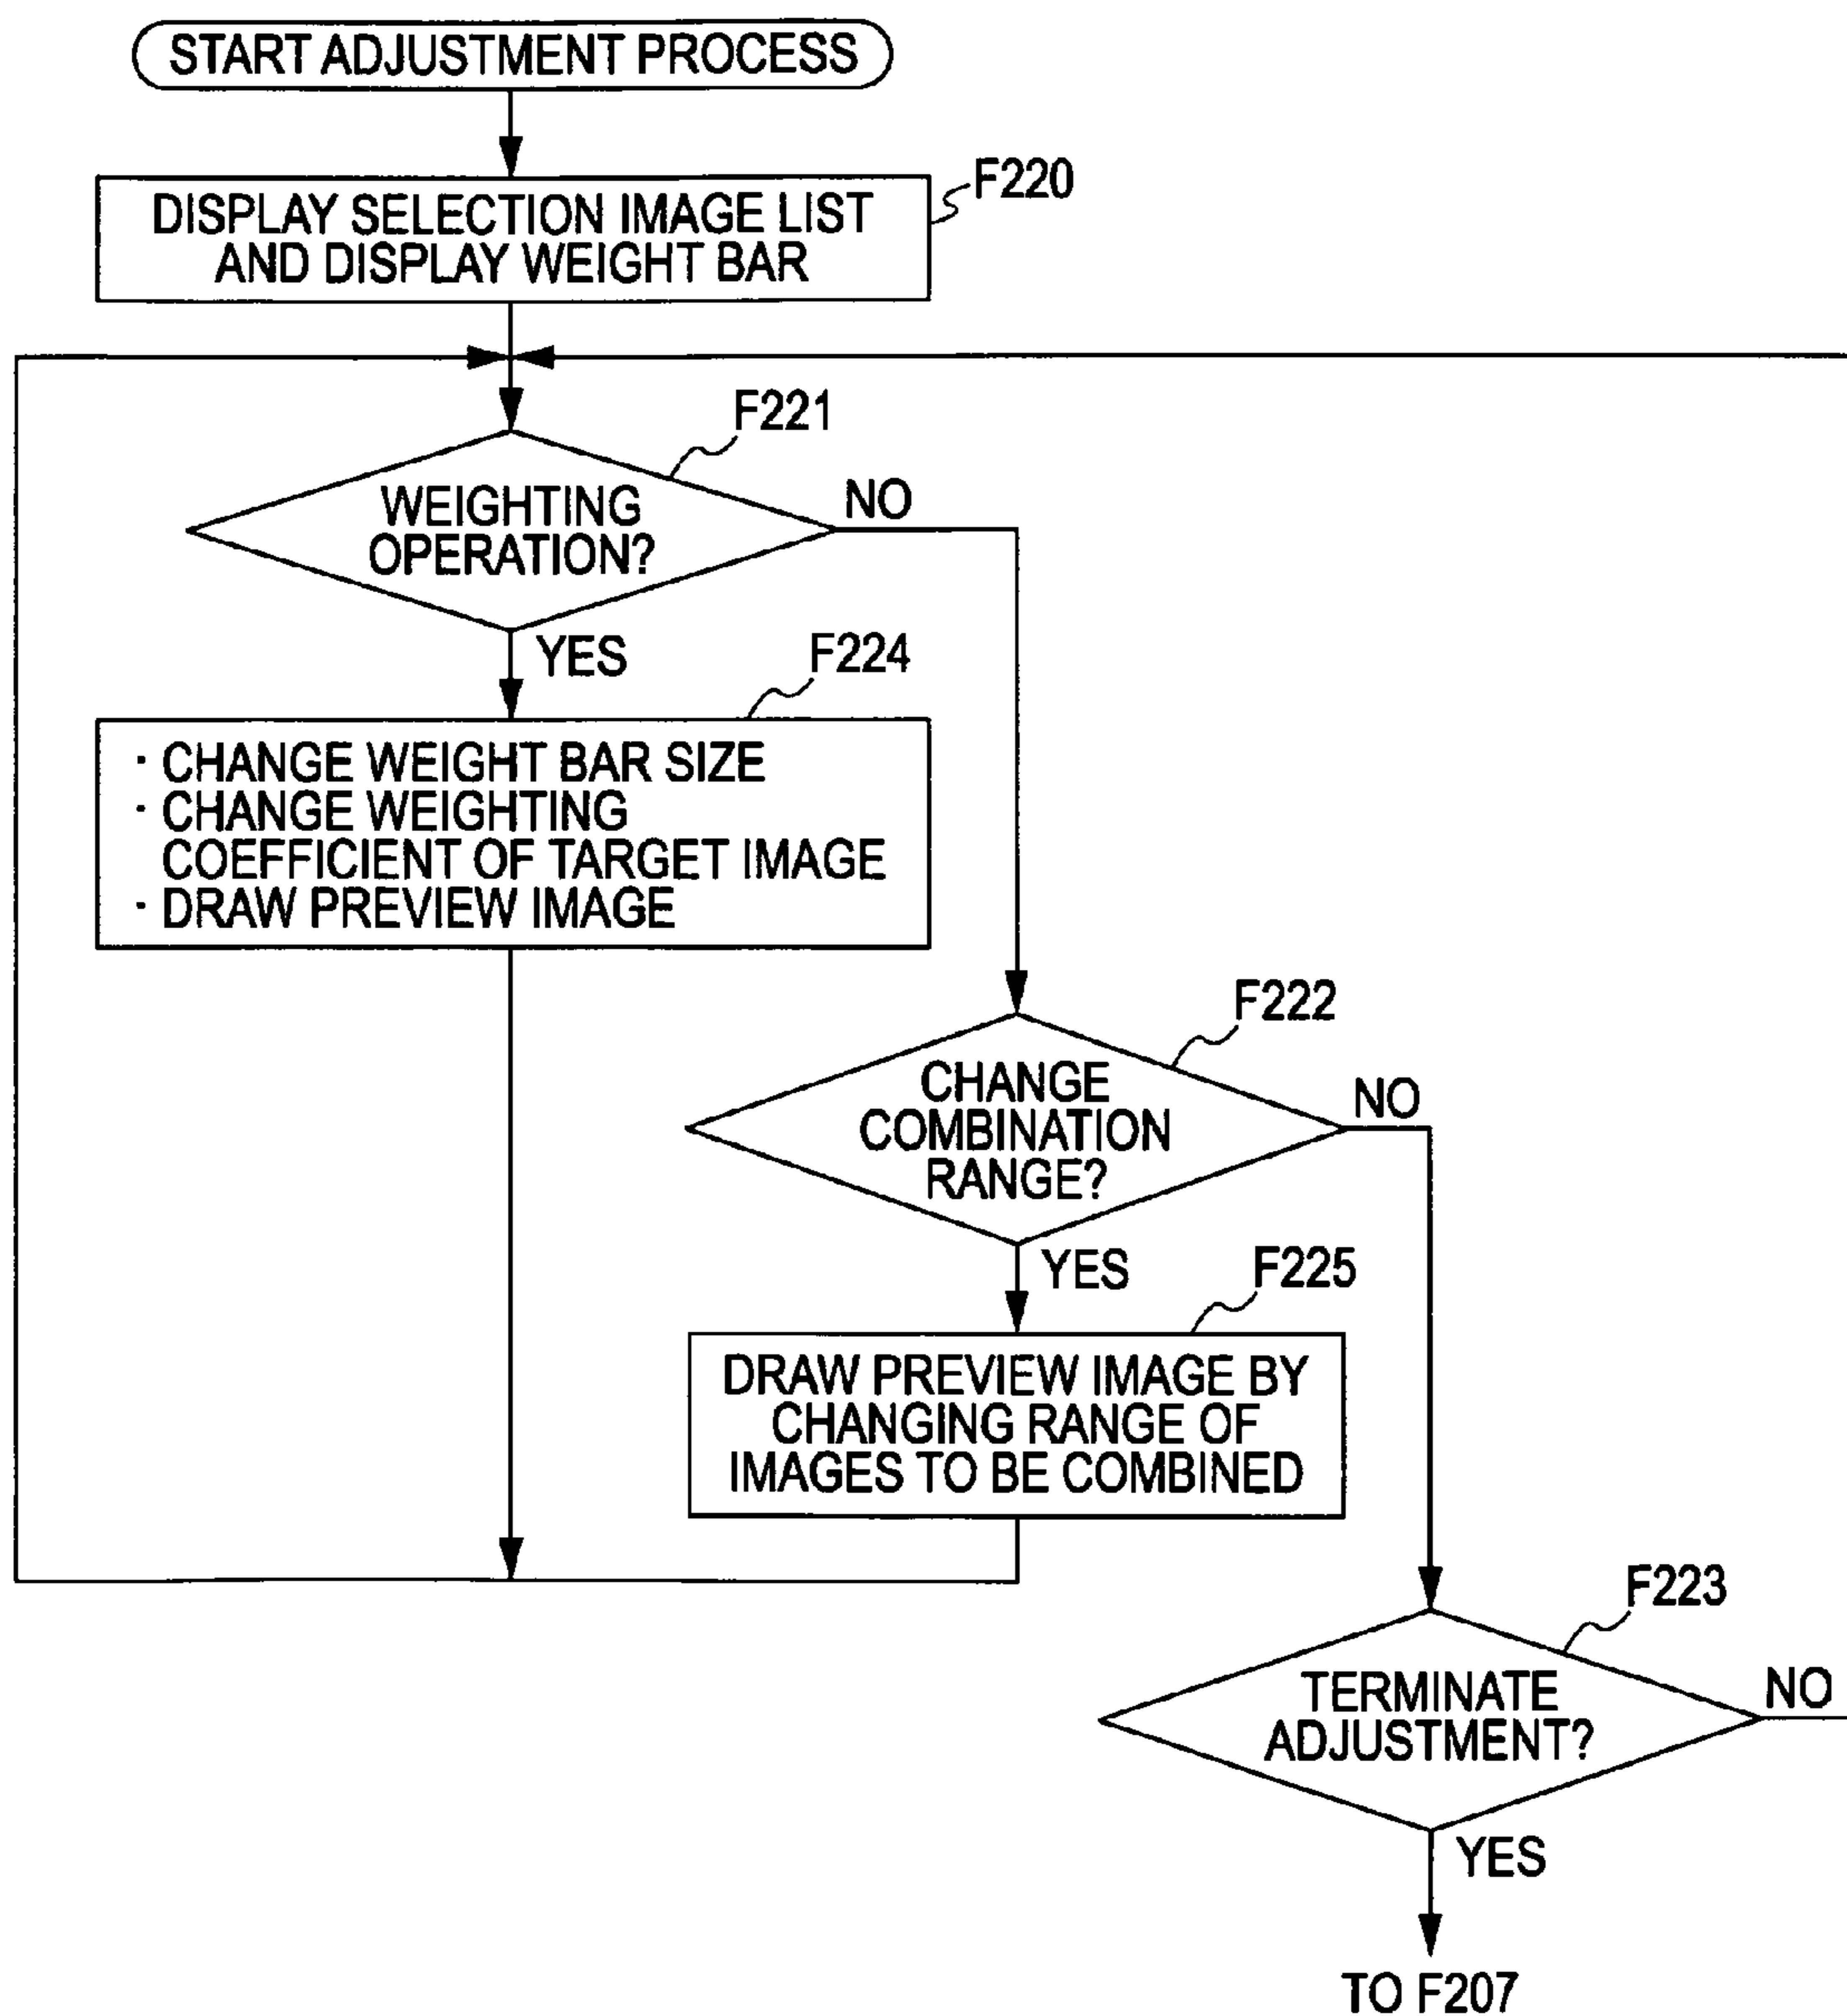 START ADJUSTMENT PROCESS
F220
DISPLAY SELECTION IMAGE LIST
AND DISPLAY WEIGHT BAR
F221
WEIGHTING
OPERATION?
NO
YES
F224
· CHANGE WEIGHT BAR SIZE
· CHANGE WEIGHTING
COEFFICIENT OF TARGET IMAGE
· DRAW PREVIEW IMAGE
F222
CHANGE
COMBINATION
RANGE?
NO
YES
F225
DRAW PREVIEW IMAGE BY
CHANGING RANGE OF
IMAGES TO BE COMBINED
F223
TERMINATE
ADJUSTMENT?
NO
YES
TO F207